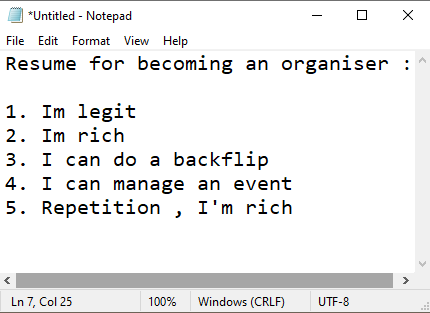 *Untitled - Notepad
File Edit Format View Help
Resume for becoming an organiser :
1. Im legit
2. Im rich
3. I can do a backflip
4. I can manage an event
5. Repetition , I'm rich
Ln 7, Col 25 100% Windows (CRLF) UTF-8